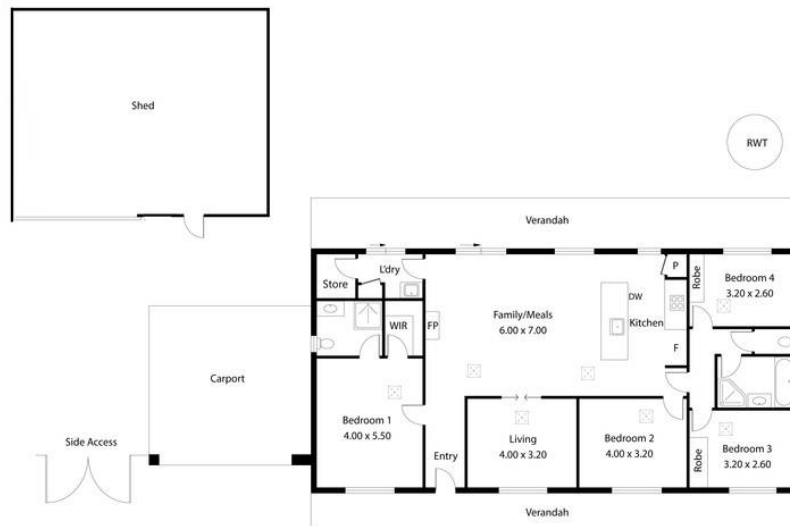 Shed
RWT
Verandah
Store
L'dry
P
Robe
Bedroom 4
3.20 x 2.60
WIR
FP
Family/Meals
6.00 x 7.00
DW
Kitchen
F
Carport
Bedroom 1
4.00 x 5.50
Side Access
Entry
Living
4.00 x 3.20
Bedroom 2
4.00 x 3.20
Robe
Bedroom 3
3.20 x 2.60
Verandah